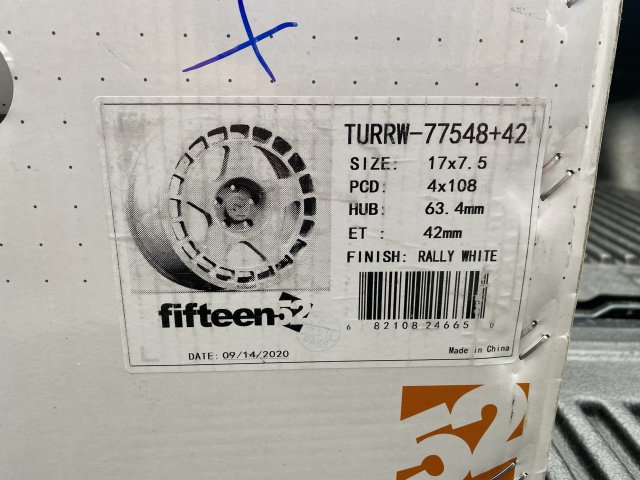 TURRW-77548+42
SIZE: 17x7.5
PCD: 4x108
HUB: 63.4mm
ET : 42mm
FINISH: RALLY WHITE
fifteen52
6 82108 24665 0
DATE: 09/14/2020
Made in China
52